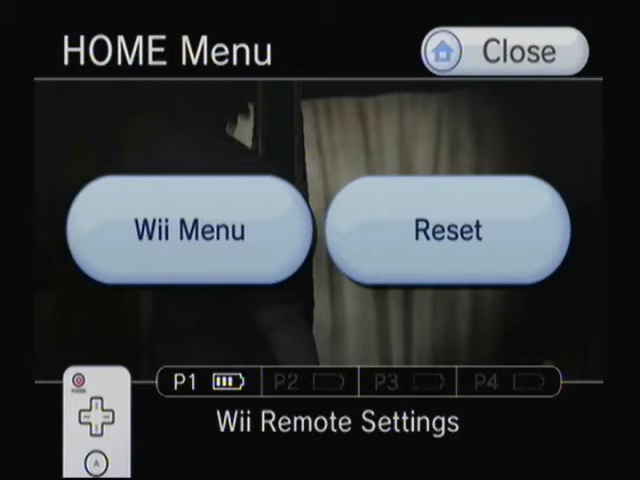 HOME Menu
Close
Wii Menu
Reset
P1 P2 P3 P4
Wii Remote Settings
A